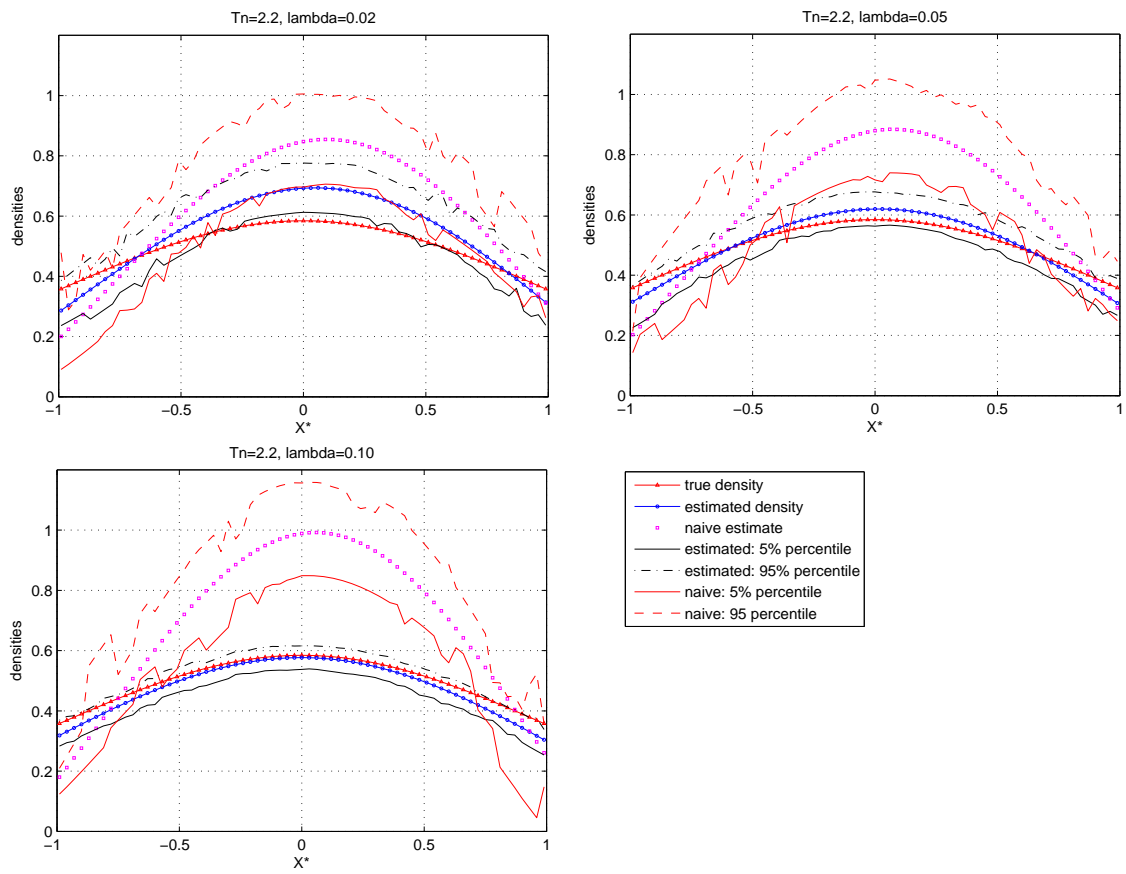 Tn=2.2, lambda=0.02
densities
1
0.8
0.6
0.4
0.2
0
−1
−0.5
0
0.5
1
X*
Tn=2.2, lambda=0.05
densities
1
0.8
0.6
0.4
0.2
0
−1
−0.5
0
0.5
1
X*
Tn=2.2, lambda=0.10
densities
1
0.8
0.6
0.4
0.2
0
−1
−0.5
0
0.5
1
X*
true density
estimated density
naive estimate
estimated: 5% percentile
estimated: 95% percentile
naive: 5% percentile
naive: 95 percentile